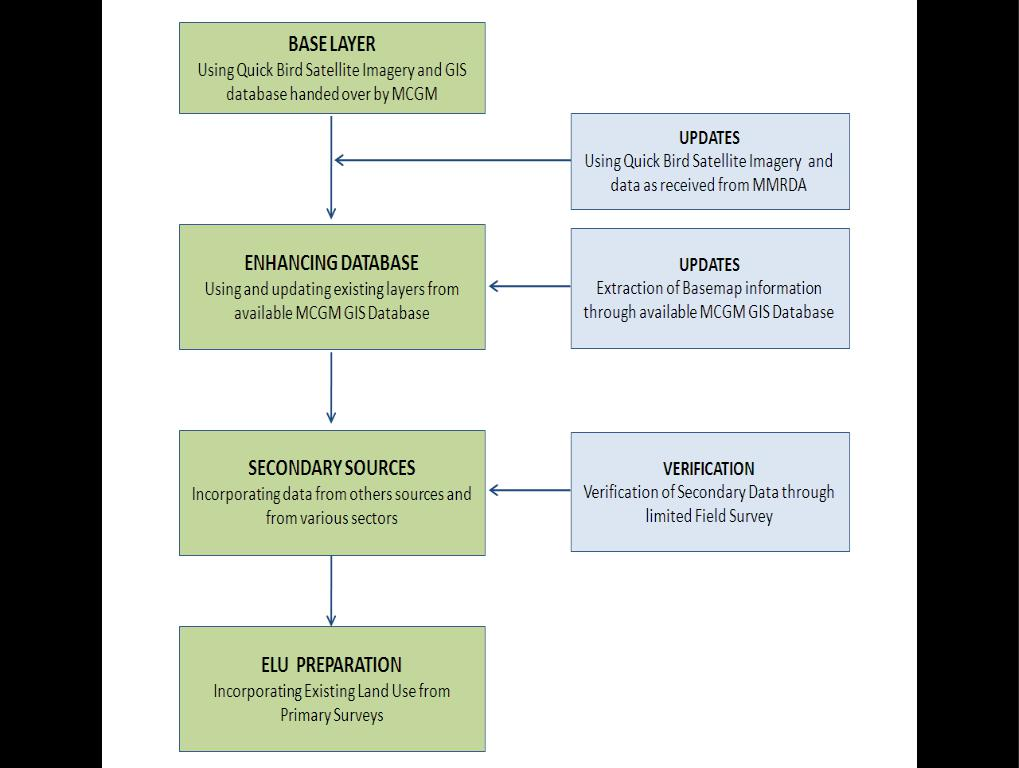 BASE LAYER
Using Quick Bird Satellite Imagery and GIS
database handed over by MCGM
UPDATES
Using Quick Bird Satellite Imagery and
data as received from MMRDA
ENHANCING DATABASE
Using and updating existing layers from
available MCGM GIS Database
UPDATES
Extraction of Basemap information
through available MCGM GIS Database
SECONDARY SOURCES
Incorporating data from others sources and
from various sectors
VERIFICATION
Verification of Secondary Data through
limited Field Survey
ELU PREPARATION
Incorporating Existing Land Use from
Primary Surveys